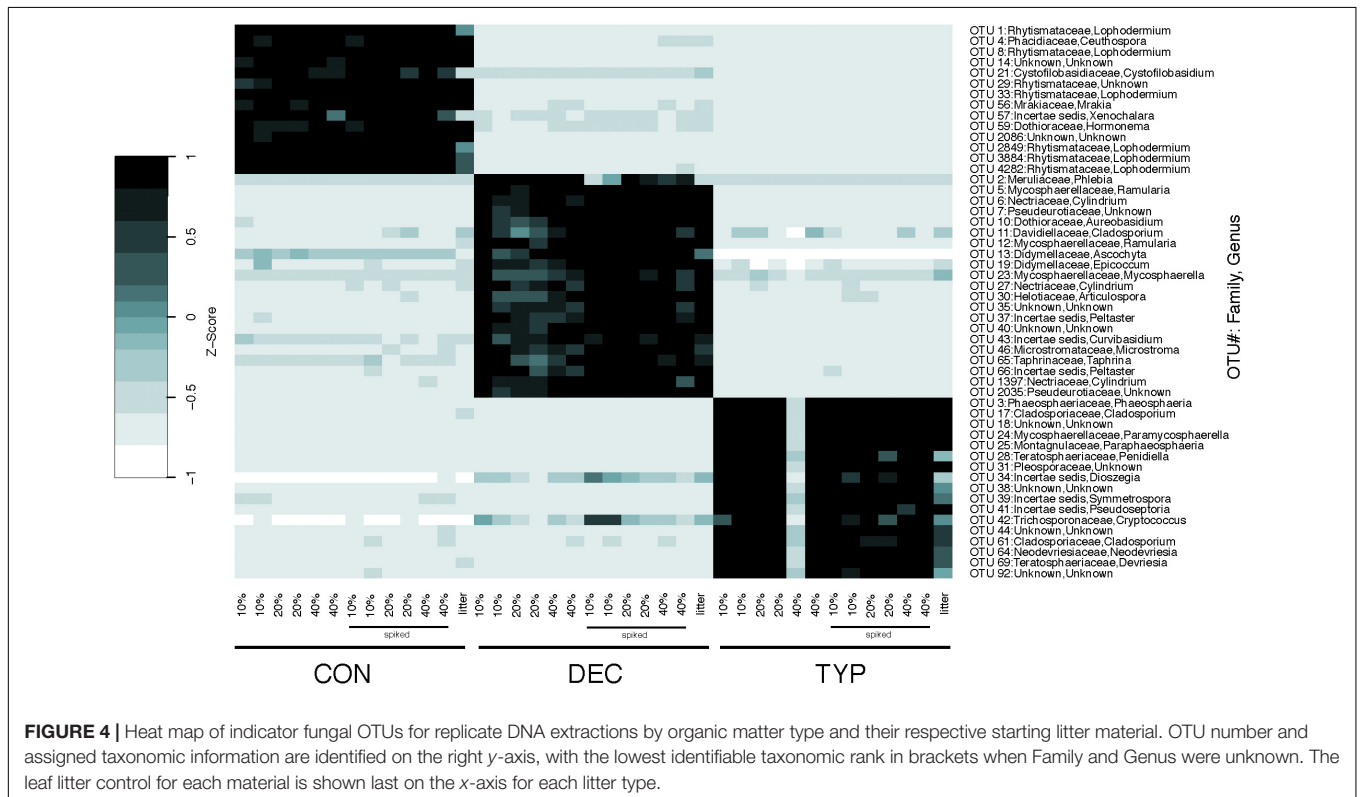 OTU 1:Rhytismataceae,Lophodermium
OTU 4:Phacidiaceae,Ceuthospora
OTU 8:Rhytismataceae,Lophodermium
OTU 14:Unknown,Unknown
OTU 21:Cystofilobasidiaceae,Cystofilobasidium
OTU 29:Rhytismataceae,Unknown
OTU 33:Rhytismataceae,Lophodermium
OTU 56:Mrakiaceae,Mrakia
OTU 57:Incertae sedis,Xenochalara
OTU 59:Dothioraceae,Hormonema
OTU 2086:Unknown,Unknown
OTU 2849:Rhytismataceae,Lophodermium
OTU 3884:Rhytismataceae,Lophodermium
OTU 4282:Rhytismataceae,Lophodermium
OTU 2:Meruliaceae,Phlebia
OTU 5:Mycosphaerellaceae,Ramularia
OTU 6:Nectriaceae,Cylindrium
OTU 7:Pseudeurotiaceae,Unknown
OTU 10:Dothioraceae,Aureobasidium
OTU 11:Davidiellaceae,Cladosporium
OTU 12:Mycosphaerellaceae,Ramularia
OTU 13:Didymellaceae,Ascochyta
OTU 19:Didymellaceae,Epicoccum
OTU 23:Mycosphaerellaceae,Mycosphaerella
OTU 27:Nectriaceae,Cylindrium
OTU 30:Helotiaceae,Articulospora
OTU 35:Unknown,Unknown
OTU 37:Incertae sedis,Peltaster
OTU 40:Unknown,Unknown
OTU 43:Incertae sedis,Curvibasidium
OTU 46:Microstromataceae,Microstroma
OTU 65:Taphrinaceae,Taphrina
OTU 66:Incertae sedis,Peltaster
OTU 1397:Nectriaceae,Cylindrium
OTU 2035:Pseudeurotiaceae,Unknown
OTU 3:Phaeosphaeriaceae,Phaeosphaeria
OTU 17:Cladosporiaceae,Cladosporium
OTU 18:Unknown,Unknown
OTU 24:Mycosphaerellaceae,Paramycosphaerella
OTU 25:Montagnulaceae,Paraphaeosphaeria
OTU 28:Teratosphaeriaceae,Penidiella
OTU 31:Pleosporaceae,Unknown
OTU 34:Incertae sedis,Dioszegia
OTU 38:Unknown,Unknown
OTU 39:Incertae sedis,Symmetrospora
OTU 41:Incertae sedis,Pseudoseptoria
OTU 42:Trichosporonaceae,Cryptococcus
OTU 44:Unknown,Unknown
OTU 61:Cladosporiaceae,Cladosporium
OTU 64:Neodevriesiaceae,Neodevriesia
OTU 69:Teratosphaeriaceae,Devriesia
OTU 92:Unknown,Unknown
OTU#: Family, Genus
1
0.5
0
−0.5
−1
Z−Score
10% 10% 20% 20% 40% 40% 10% 10% 20% 20% 40% 40% litter 10% 10% 20% 20% 40% 40% 10% 10% 20% 20% 40% 40% litter 10% 10% 20% 20% 40% 40% 10% 10% 20% 20% 40% 40% litter
spiked spiked spiked
CON DEC TYP
FIGURE 4 | Heat map of indicator fungal OTUs for replicate DNA extractions by organic matter type and their respective starting litter material. OTU number and
assigned taxonomic information are identified on the right y-axis, with the lowest identifiable taxonomic rank in brackets when Family and Genus were unknown. The
leaf litter control for each material is shown last on the x-axis for each litter type.